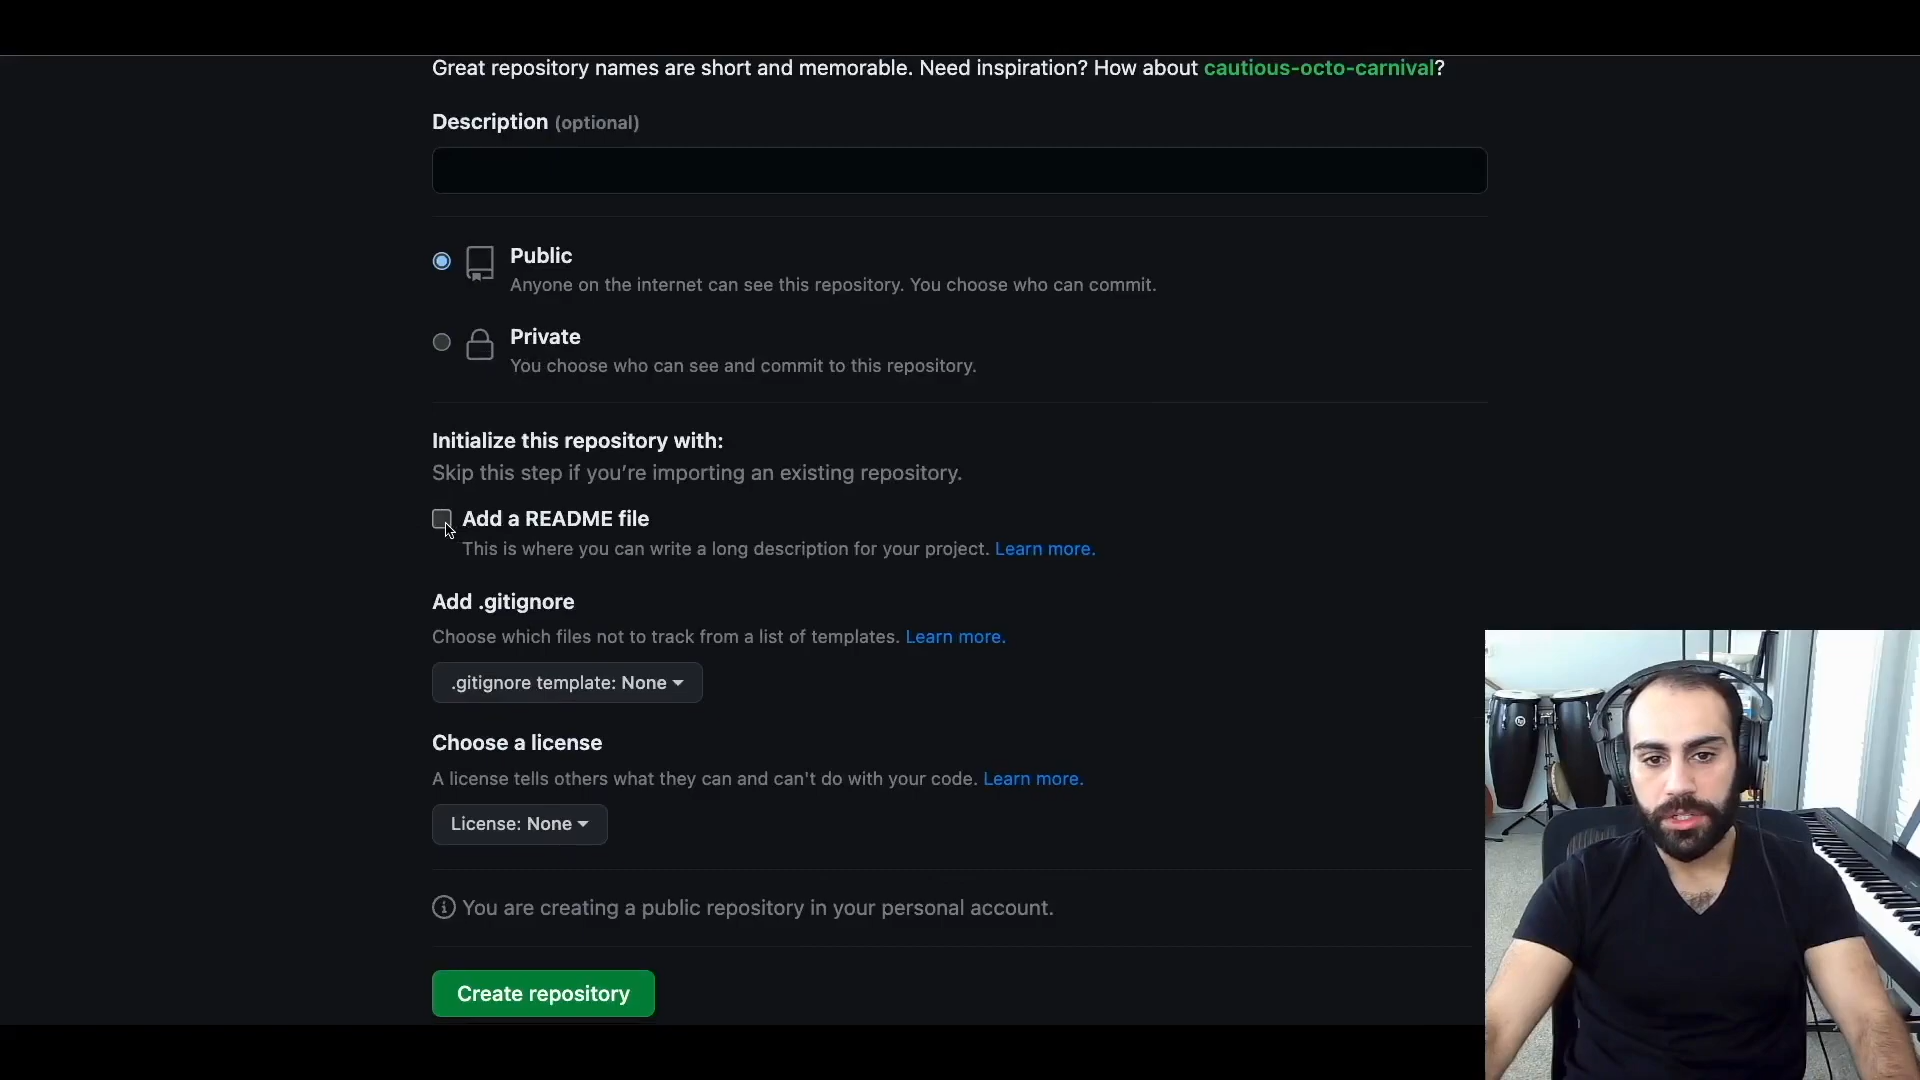 Great repository names are short and memorable. Need inspiration? How about cautious-octo-carnival?
Description (optional)
Public
Anyone on the internet can see this repository. You choose who can commit.
Private
You choose who can see and commit to this repository.
Initialize this repository with:
Skip this step if you’re importing an existing repository.
Add a README file
This is where you can write a long description for your project. Learn more.
Add .gitignore
Choose which files not to track from a list of templates. Learn more.
.gitignore template: None
Choose a license
A license tells others what they can and can't do with your code. Learn more.
License: None
You are creating a public repository in your personal account.
Create repository